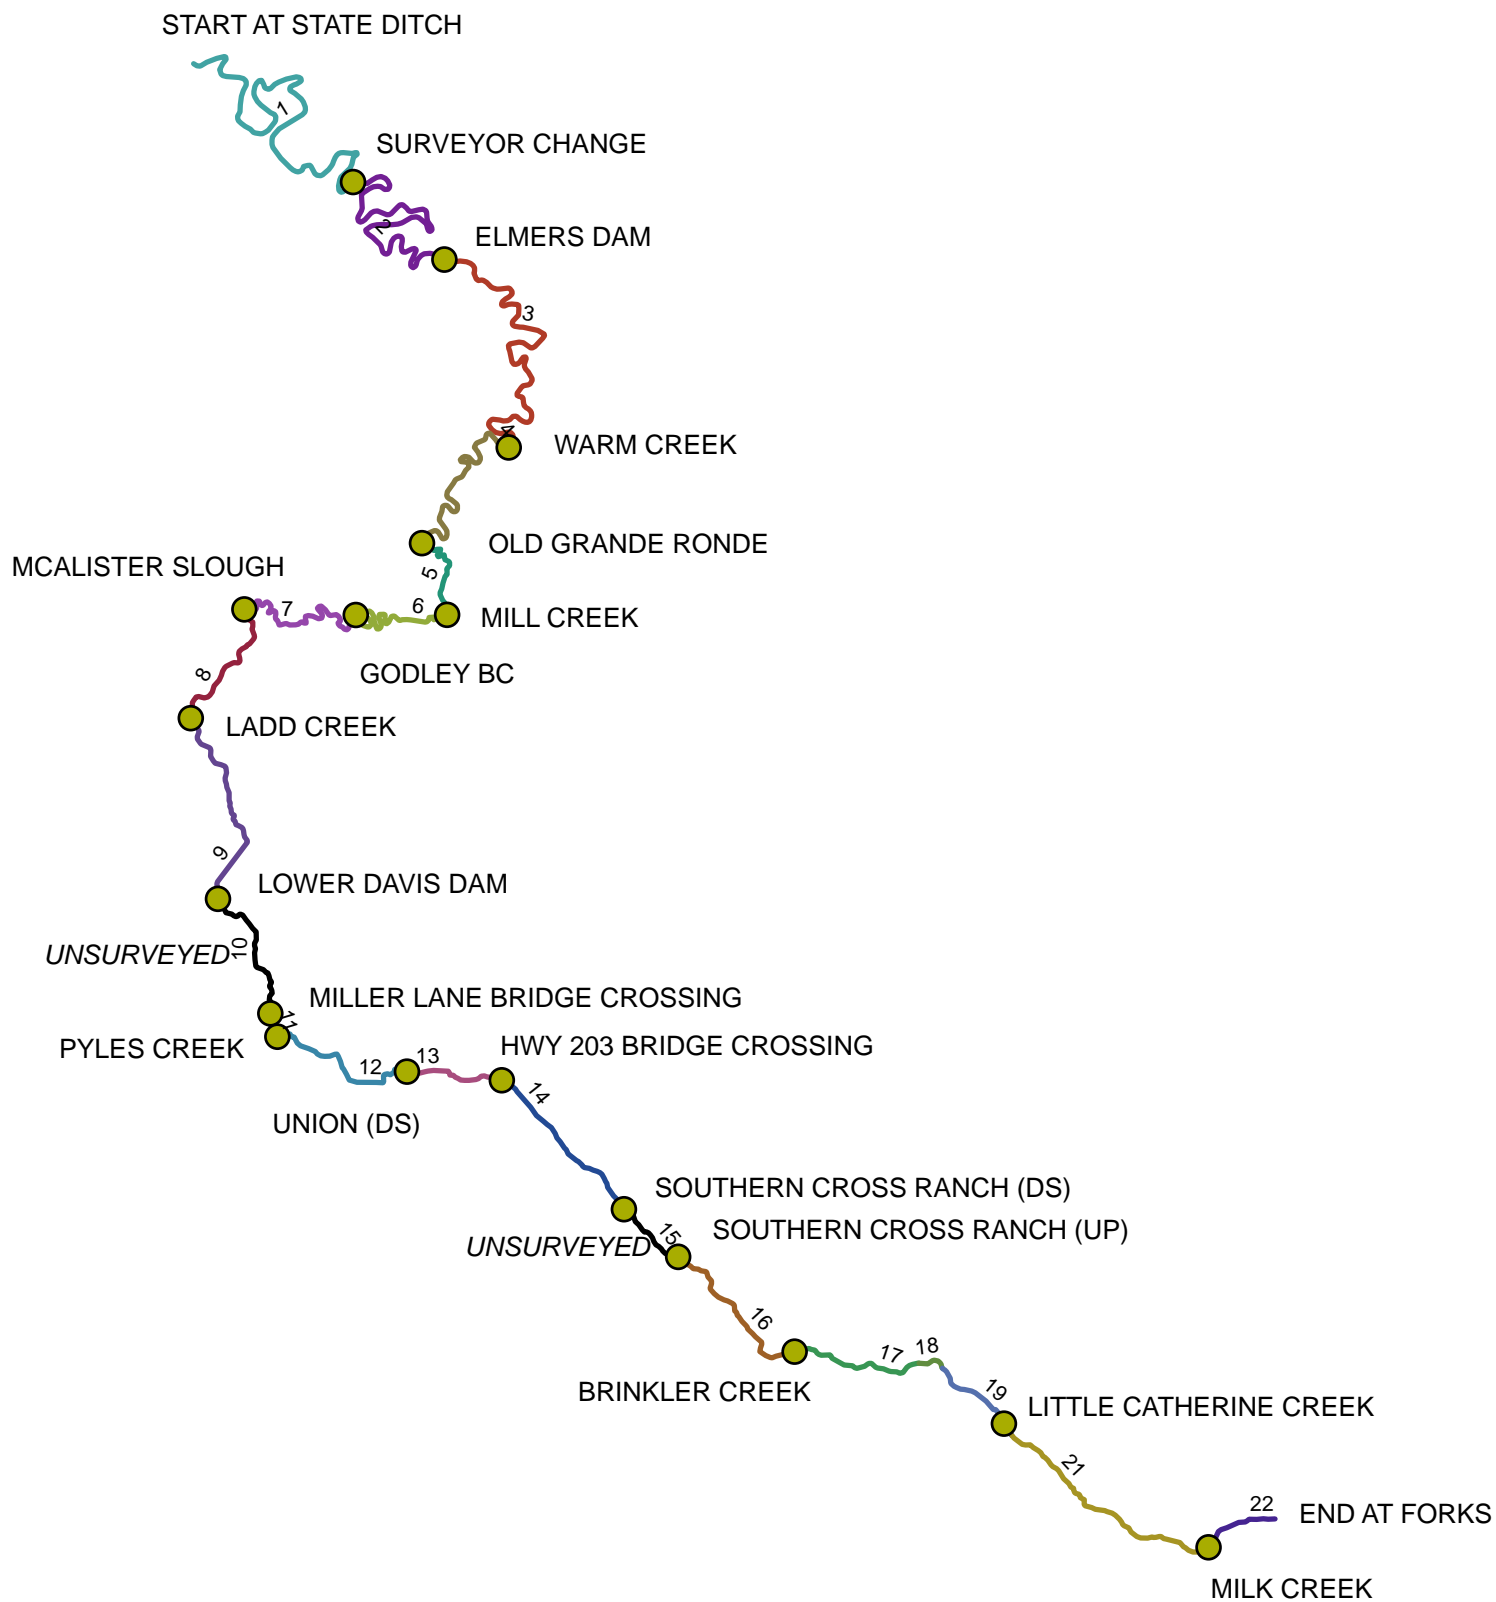 START AT STATE DITCH
1
SURVEYOR CHANGE
2
ELMERS DAM
3
4
WARM CREEK
OLD GRANDE RONDE
MCALISTER SLOUGH
5
7
6
MILL CREEK
GODLEY BC
8
LADD CREEK
9
LOWER DAVIS DAM
UNSURVEYED
10
MILLER LANE BRIDGE CROSSING
11
PYLES CREEK
HWY 203 BRIDGE CROSSING
12
13
14
UNION (DS)
SOUTHERN CROSS RANCH (DS)
SOUTHERN CROSS RANCH (UP)
UNSURVEYED
15
16
17
18
BRINKLER CREEK
19
LITTLE CATHERINE CREEK
21
22
END AT FORKS
MILK CREEK